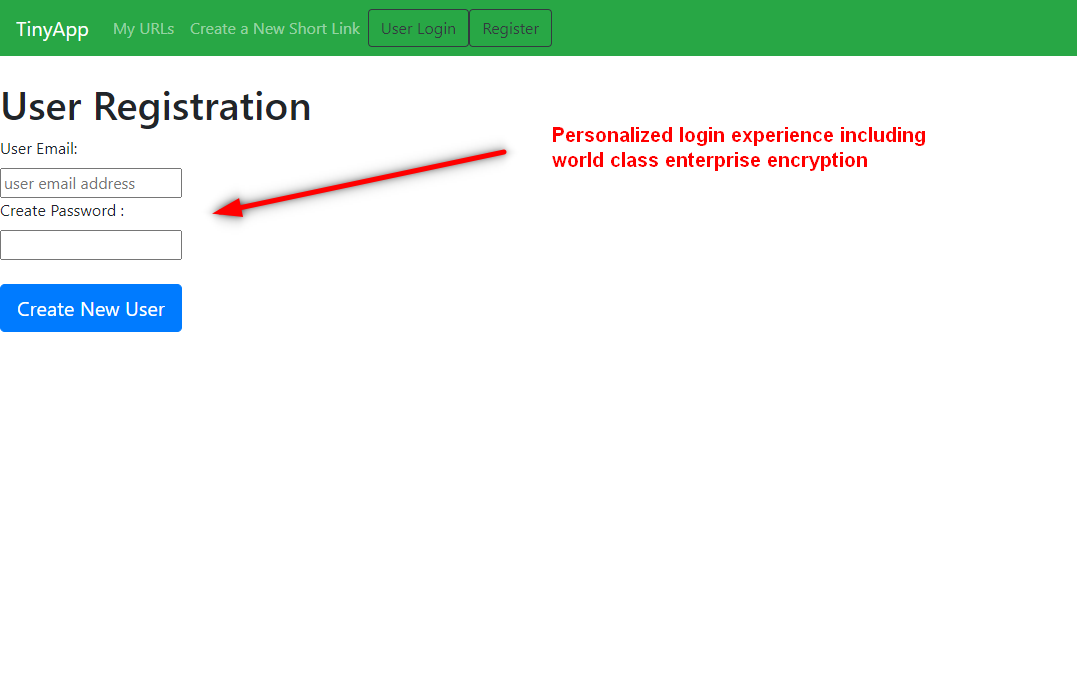 TinyApp My URLs Create a New Short Link User Login Register
User Registration
User Email:
user email address
Create Password :
Create New User
Personalized login experience including
world class enterprise encryption